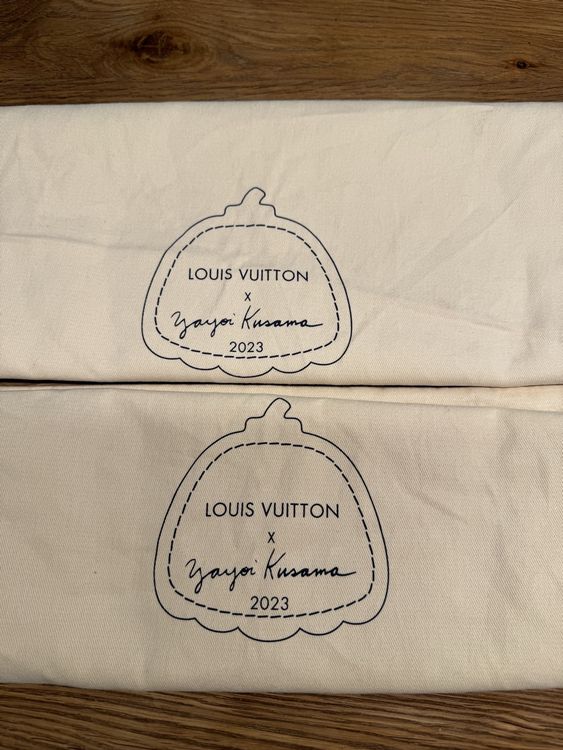 LOUIS VUITTON
X
Yayoi Kusama
2023
LOUIS VUITTON
X
Yayoi Kusama
2023